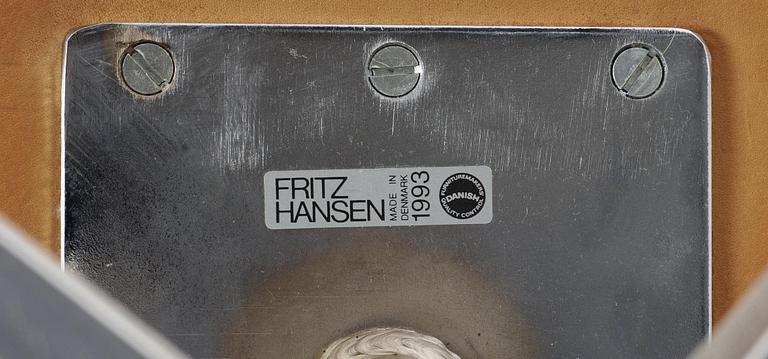 FRITZ
HANSEN
MADE IN
DENMARK
1993
FURNITUREMAKERS'
DANISH
QUALITY CONTROL